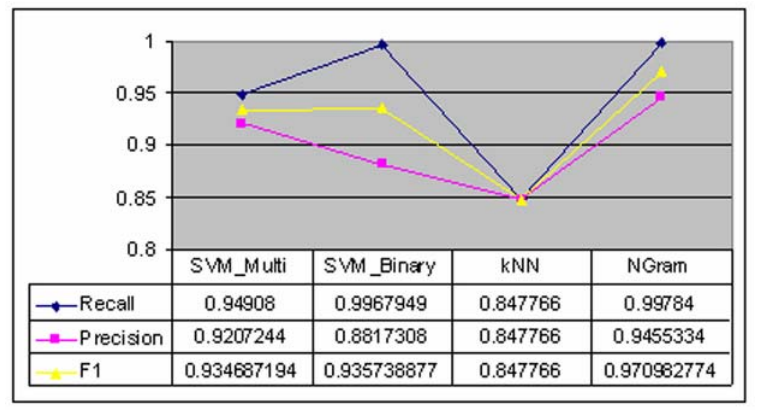 1
0.95
0.9
0.85
0.8
SVM_Multi SVM_Binary kNN NGram
Recall 0.94908 0.9967949 0.847766 0.99784
Precision 0.9207244 0.8817308 0.847766 0.9455334
F1 0.934687194 0.935738877 0.847766 0.970982774